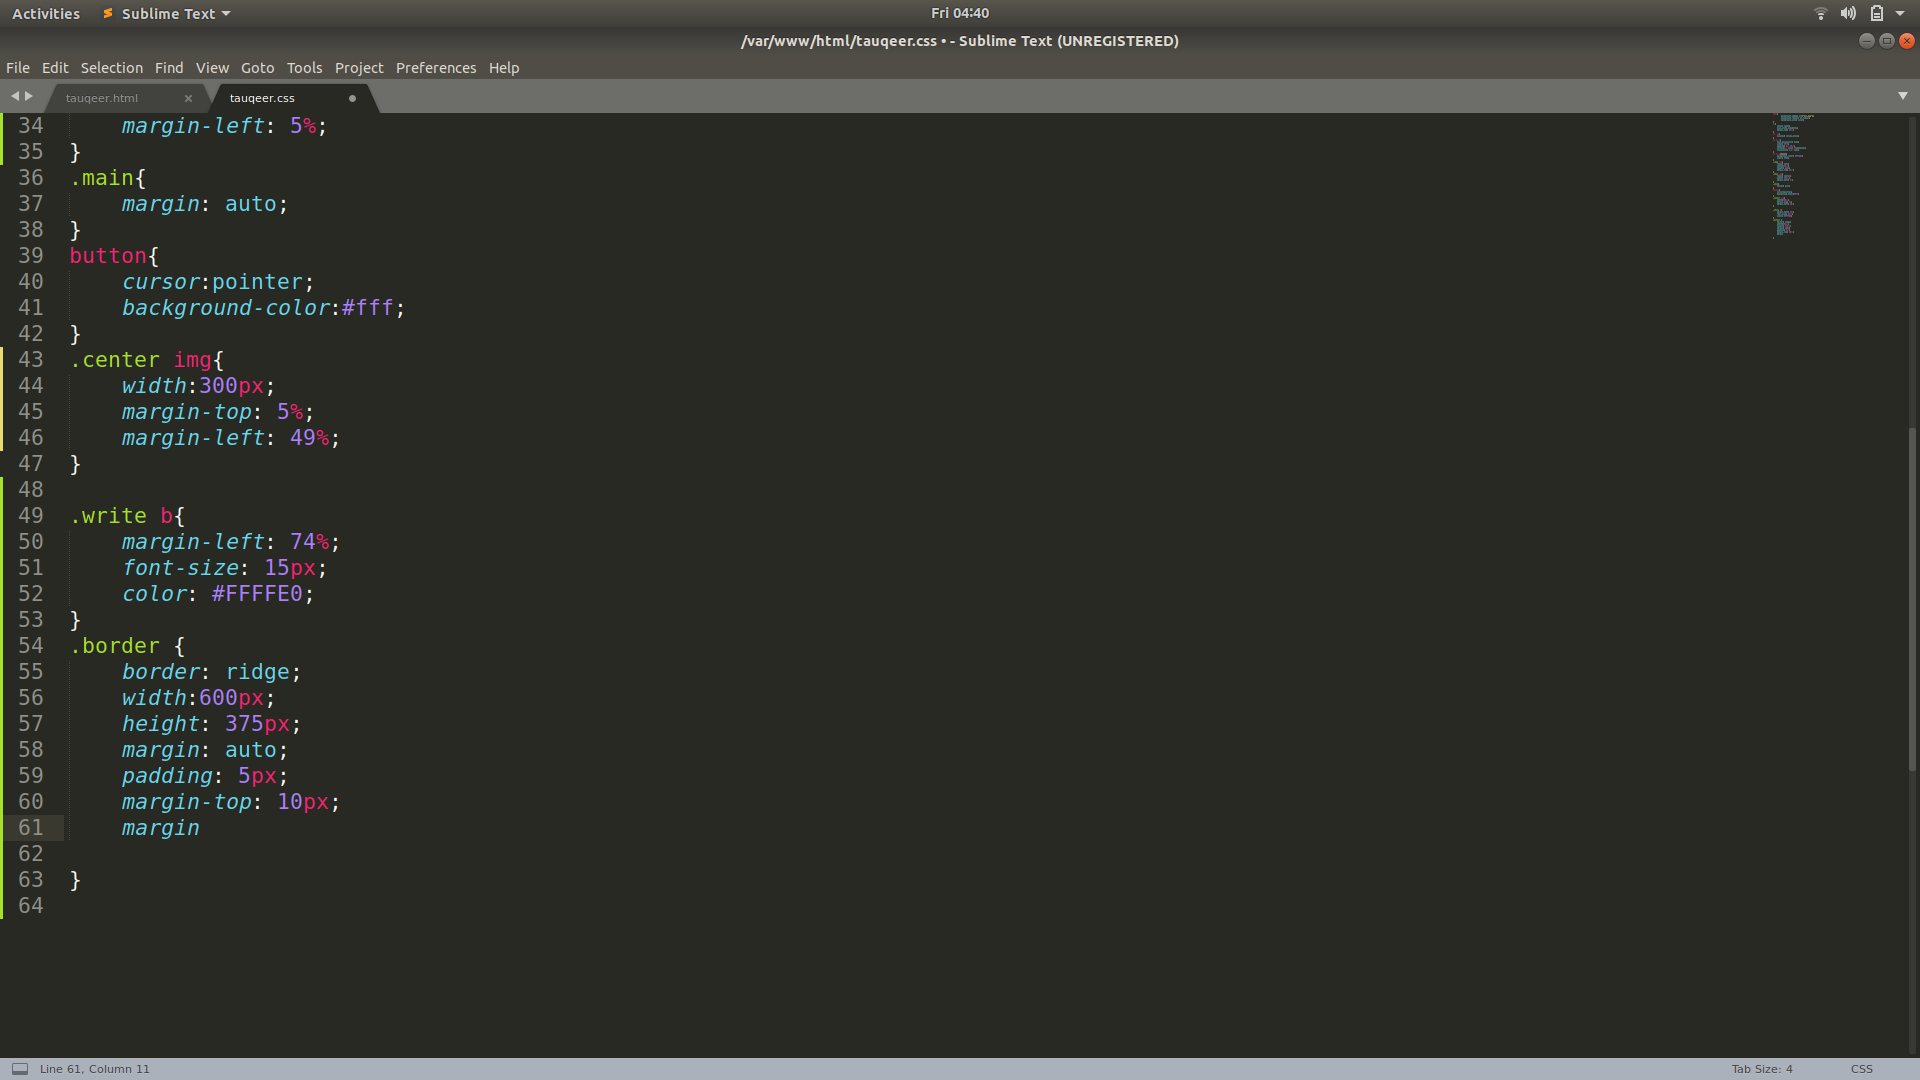 Activities Sublime Text Fri 04:40
/var/www/html/tauqeer.css • - Sublime Text (UNREGISTERED)
File Edit Selection Find View Goto Tools Project Preferences Help
tauqeer.html tauqeer.css
34 margin-left: 5%;
35 }
36 .main{
37 margin: auto;
38 }
39 button{
40 cursor:pointer;
41 background-color:#fff;
42 }
43 .center img{
44 width:300px;
45 margin-top: 5%;
46 margin-left: 49%;
47 }
48
49 .write b{
50 margin-left: 74%;
51 font-size: 15px;
52 color: #FFFFE0;
53 }
54 .border {
55 border: ridge;
56 width:600px;
57 height: 375px;
58 margin: auto;
59 padding: 5px;
60 margin-top: 10px;
61 margin
62
63 }
64
Line 61, Column 11 Tab Size: 4 CSS